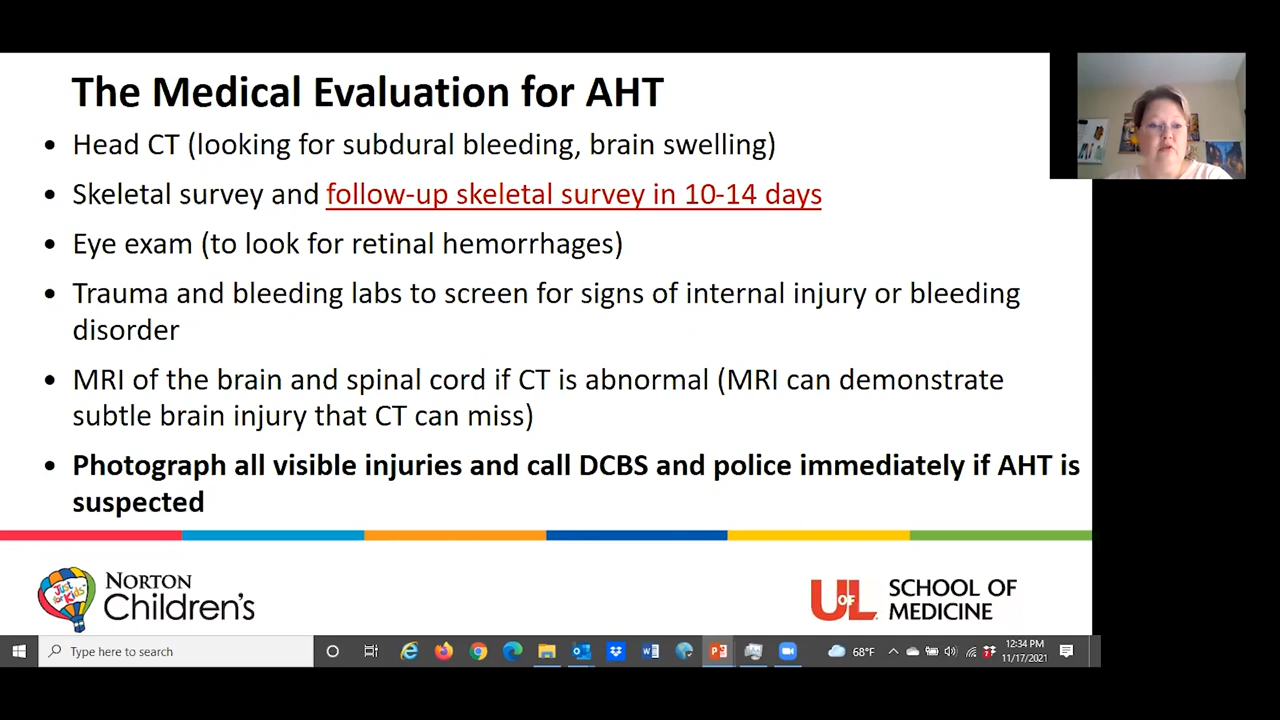 The Medical Evaluation for AHT
• Head CT (looking for subdural bleeding, brain swelling)
• Skeletal survey and follow-up skeletal survey in 10-14 days
• Eye exam (to look for retinal hemorrhages)
• Trauma and bleeding labs to screen for signs of internal injury or bleeding
disorder
• MRI of the brain and spinal cord if CT is abnormal (MRI can demonstrate
subtle brain injury that CT can miss)
• Photograph all visible injuries and call DCBS and police immediately if AHT is
suspected
Just for Kids
NORTON
Children's
UofL
SCHOOL OF
MEDICINE
Type here to search
68°F
12:34 PM
11/17/2021